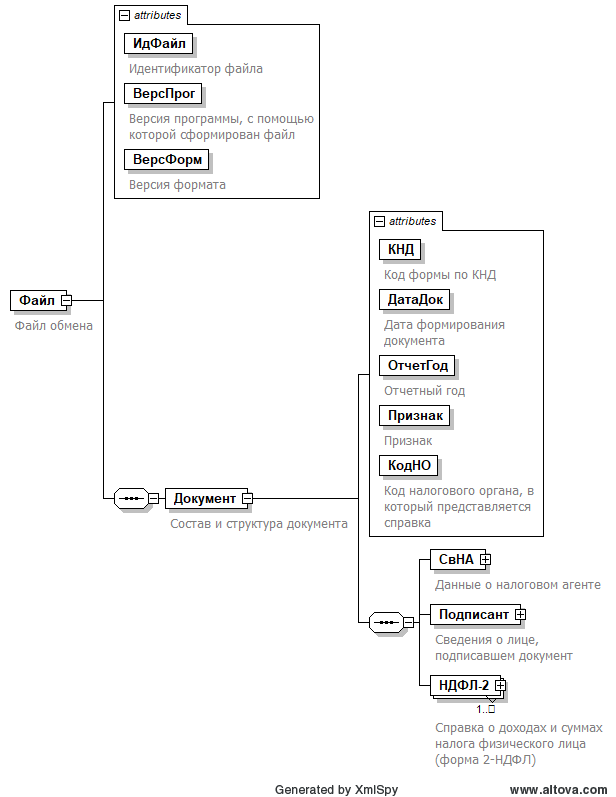 attributes
ИдФайл
Идентификатор файла
ВерсПрог
Версия программы, с помощью
которой сформирован файл
ВерсФорм
Версия формата
Файл
Файл обмена
attributes
КНД
Код формы по КНД
ДатаДок
Дата формирования
документа
ОтчетГод
Отчетный год
Признак
Признак
КодНО
Код налогового органа, в
который представляется
справка
Документ
Состав и структура документа
СвНА
Данные о налоговом агенте
Подписант
Сведения о лице,
подписавшем документ
НДФЛ-2
1..□
Справка о доходах и суммах
налога физического лица
(форма 2-НДФЛ)
Generated by XmlSpy
www.altova.com